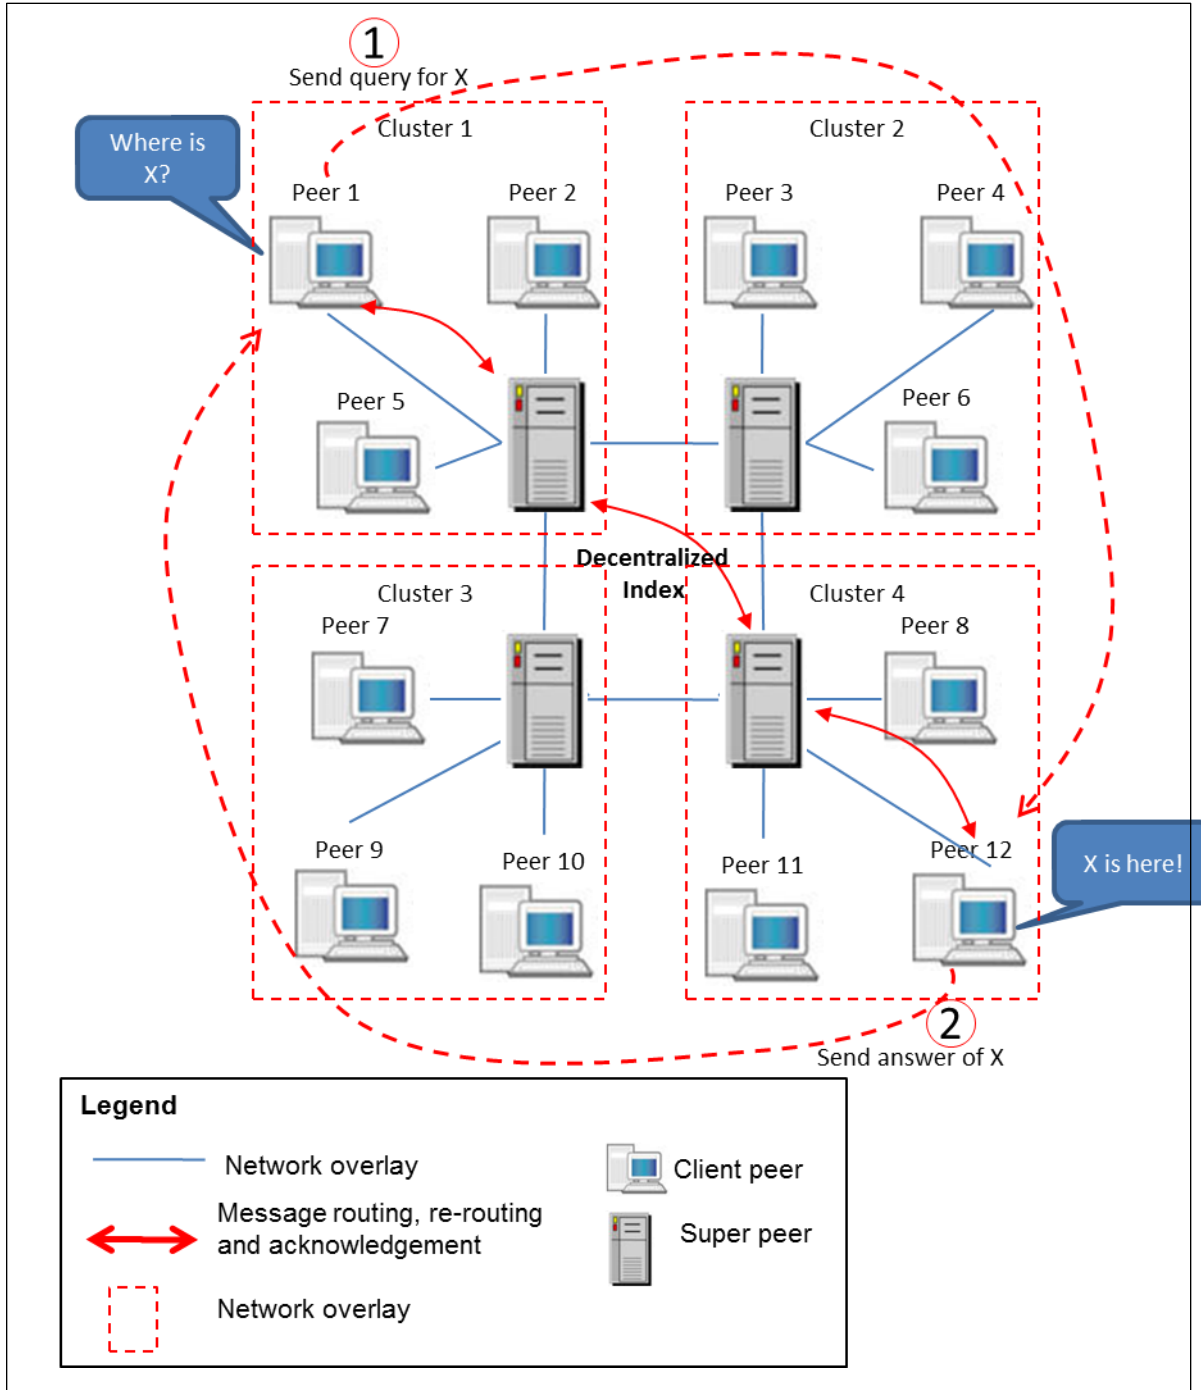 1
Send query for X
Where is
X?
Cluster 1
Cluster 2
Peer 1
Peer 2
Peer 3
Peer 4
Peer 5
Peer 6
Decentralized
Index
Cluster 3
Cluster 4
Peer 7
Peer 8
Peer 9
Peer 10
Peer 11
Peer 12
X is here!
2
Send answer of X
Legend
Network overlay
Client peer
Message routing, re-routing
and acknowledgement
Super peer
Network overlay